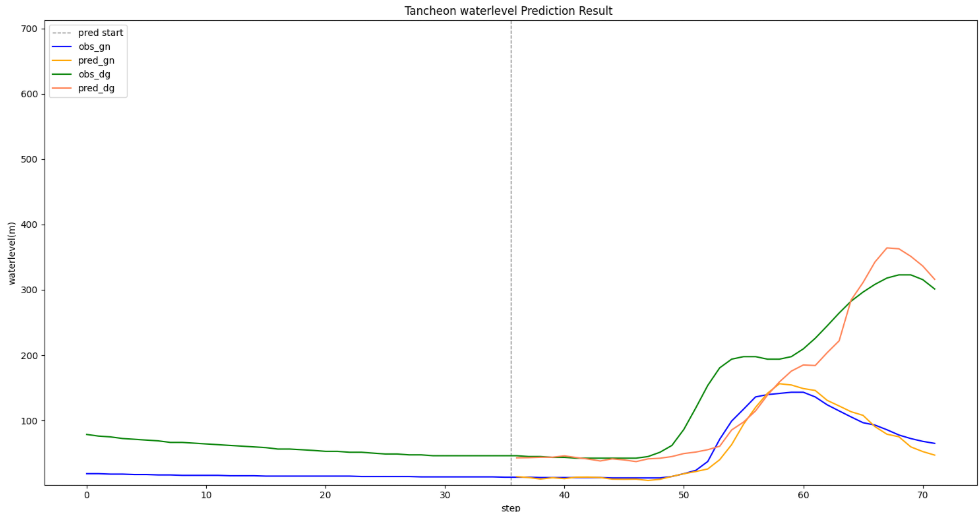 Tancheon waterlevel Prediction Result
pred start
obs_gn
pred_gn
obs_dg
pred_dg
waterlevel(m)
700
600
500
400
300
200
100
0 10 20 30 40 50 60 70
step